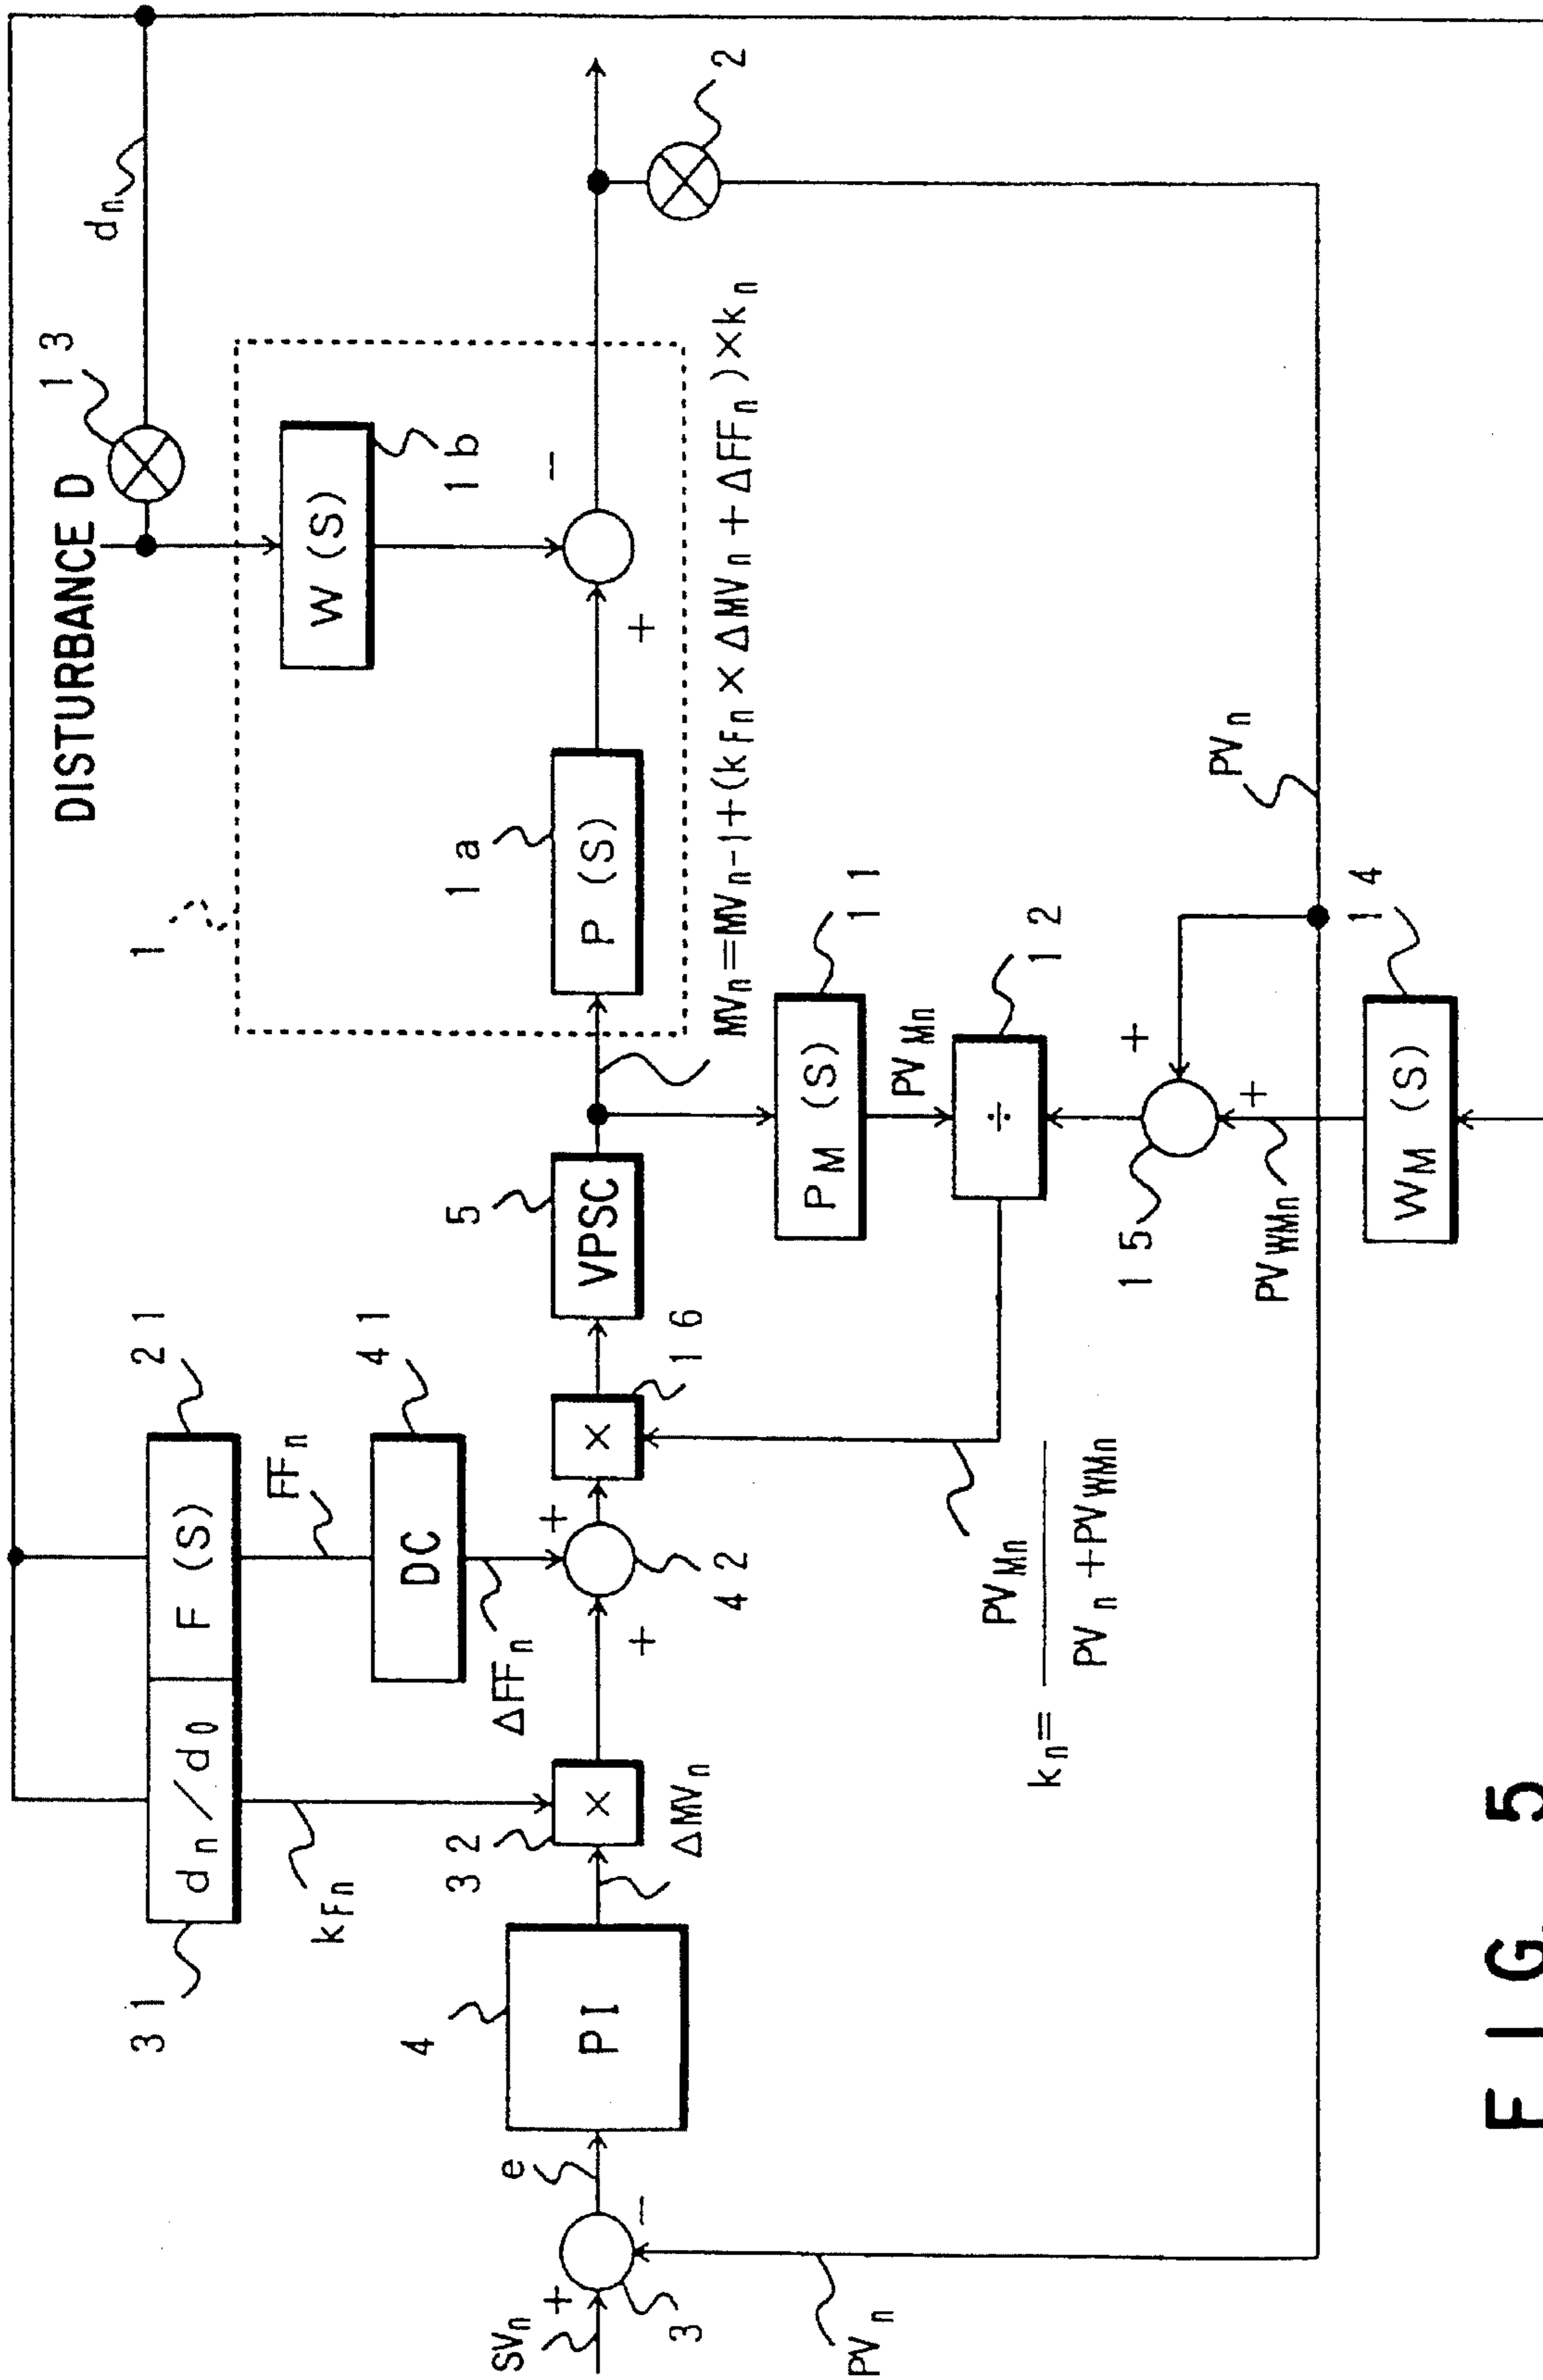 DISTURBANCE D
13
dn
W (S)
1b
−
2
1
1a
P (S)
+
MVn=MVn-1+(kFn×ΔMVn+ΔFFn)×kn
21
F (S)
dn/d0
31
FFn
kFn
41
DC
ΔFFn
+
+
42
×
32
ΔMVn
4
PI
e
SVn
+
−
3
PVn
×
16
5
VPSC
PM (S)
11
PVMn
÷
12
kn= PVMn
PVn+PVWMn
+
+
15
PVWMn
PVn
WM (S)
14
FIG. 5